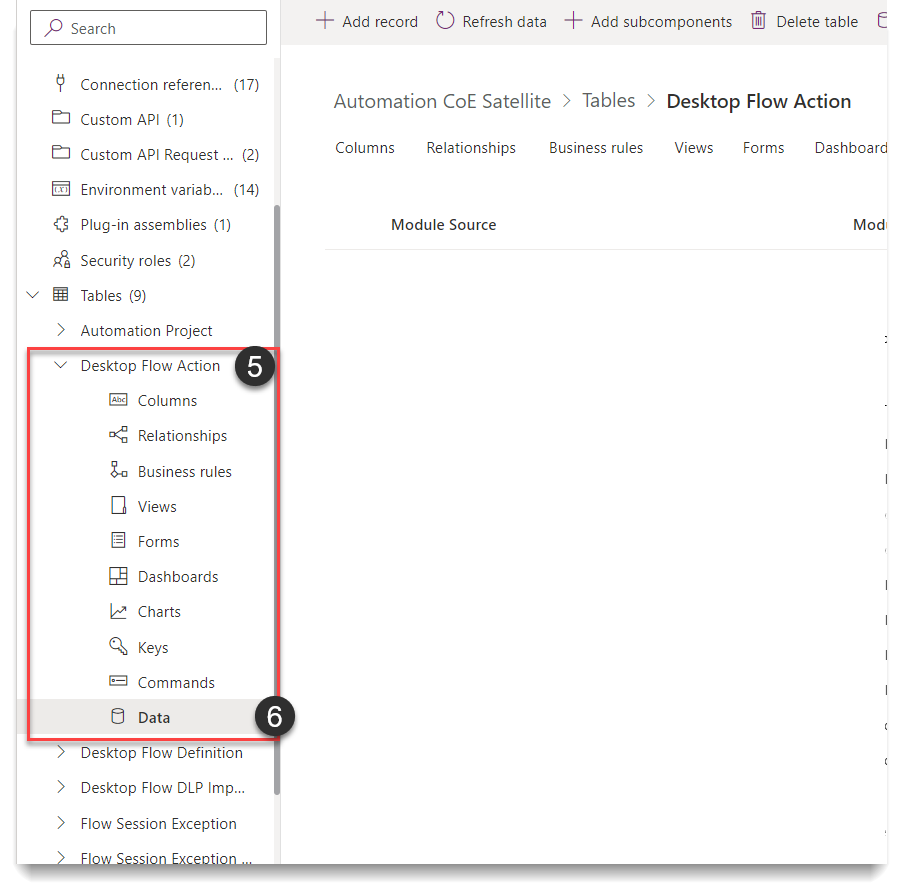 Search
Add record
Refresh data
Add subcomponents
Delete table
Connection referen... (17)
Custom API (1)
Custom API Request ... (2)
Environment variab... (14)
Plug-in assemblies (1)
Security roles (2)
Tables (9)
Automation Project
Desktop Flow Action 5
Abc Columns
Relationships
Business rules
Views
Forms
Dashboards
Charts
Keys
Commands
Data 6
Desktop Flow Definition
Desktop Flow DLP Imp...
Flow Session Exception
Flow Session Exception ...
Automation CoE Satellite > Tables > Desktop Flow Action
Columns Relationships Business rules Views Forms Dashboard
Module Source